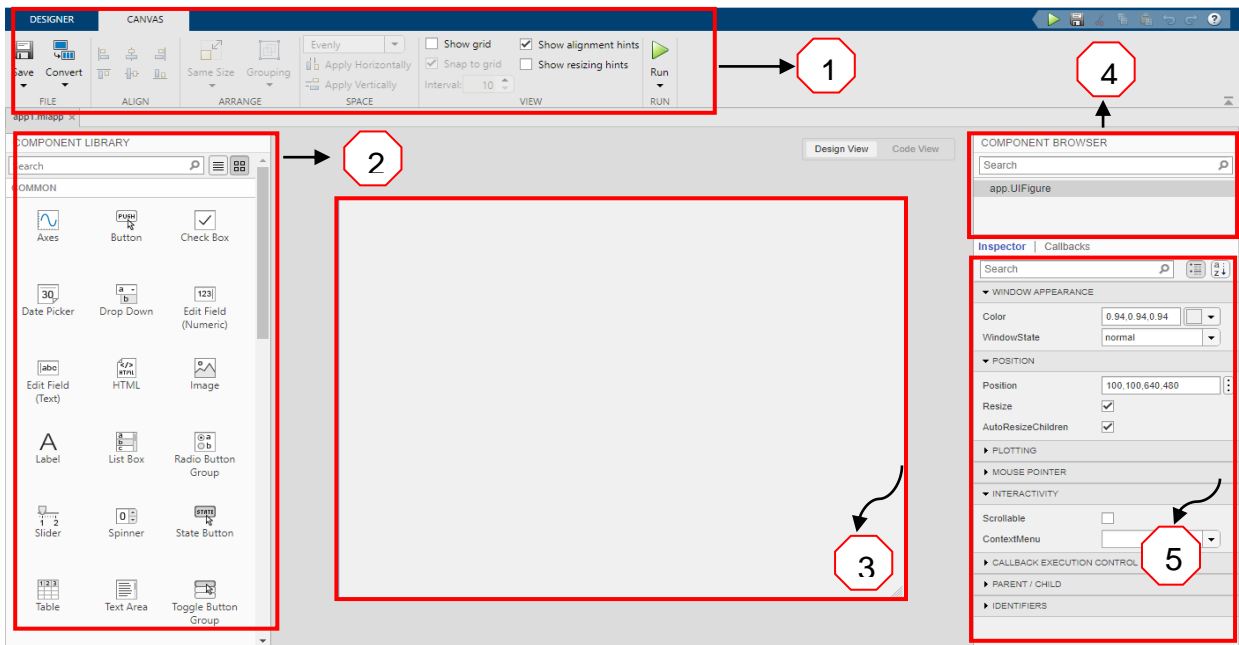 DESIGNER CANVAS
Save Convert Same Size Grouping Evenly Apply Horizontally Apply Vertically Show grid Snap to grid Interval: 10 Show alignment hints Show resizing hints Run
FILE ALIGN ARRANGE SPACE VIEW RUN
1
4
app1.mlapp ×
COMPONENT LIBRARY
Search
2
COMMON
Axes Button Check Box
Date Picker Drop Down Edit Field (Numeric)
Edit Field (Text) HTML Image
Label List Box Radio Button Group
Slider Spinner State Button
Table Text Area Toggle Button Group
Design View Code View
3
COMPONENT BROWSER
Search
app.UIFigure
Inspector | Callbacks
Search
WINDOW APPEARANCE
Color 0.94,0.94,0.94
WindowState normal
POSITION
Position 100,100,640,480
Resize
AutoResizeChildren
PLOTTING
MOUSE POINTER
INTERACTIVITY
Scrollable
ContextMenu
5
CALLBACK EXECUTION CONTROL
PARENT / CHILD
IDENTIFIERS